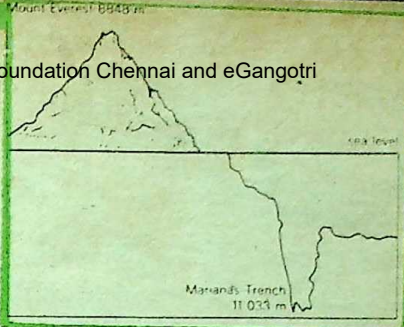 Mount Everest 8848 m
oundation Chennai and eGangotri
sea level
Mariana's Trench
11 033 m